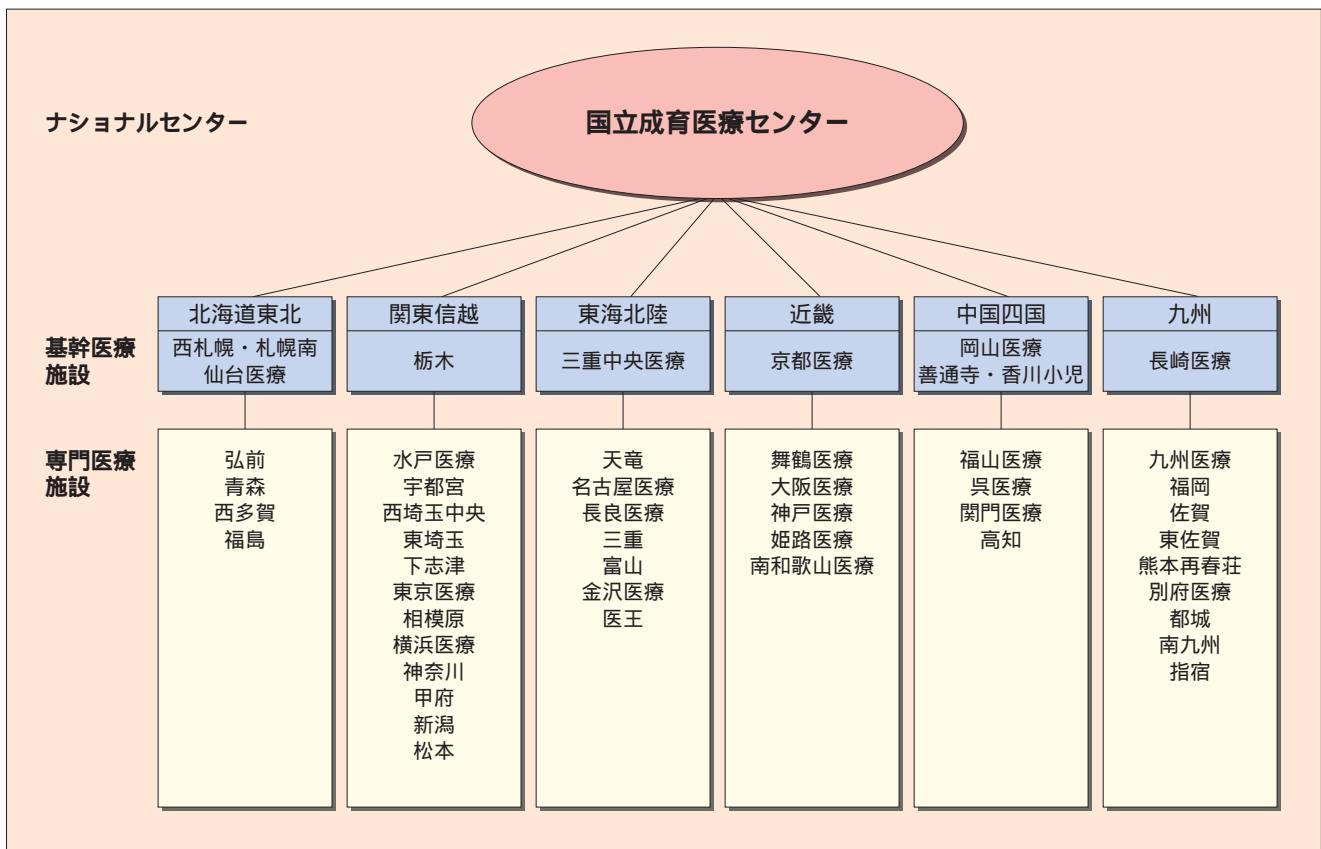 ナショナルセンター
国立成育医療センター
基幹医療
施設
北海道東北
西札幌・札幌南
仙台医療
関東信越
栃木
東海北陸
三重中央医療
近畿
京都医療
中国四国
岡山医療
善通寺・香川小児
九州
長崎医療
専門医療
施設
弘前
青森
西多賀
福島
水戸医療
宇都宮
西埼玉中央
東埼玉
下志津
東京医療
相模原
横浜医療
神奈川
甲府
新潟
松本
天竜
名古屋医療
長良医療
三重
富山
金沢医療
医王
舞鶴医療
大阪医療
神戸医療
姫路医療
南和歌山医療
福山医療
呉医療
関門医療
高知
九州医療
福岡
佐賀
東佐賀
熊本再春荘
別府医療
都城
南九州
指宿